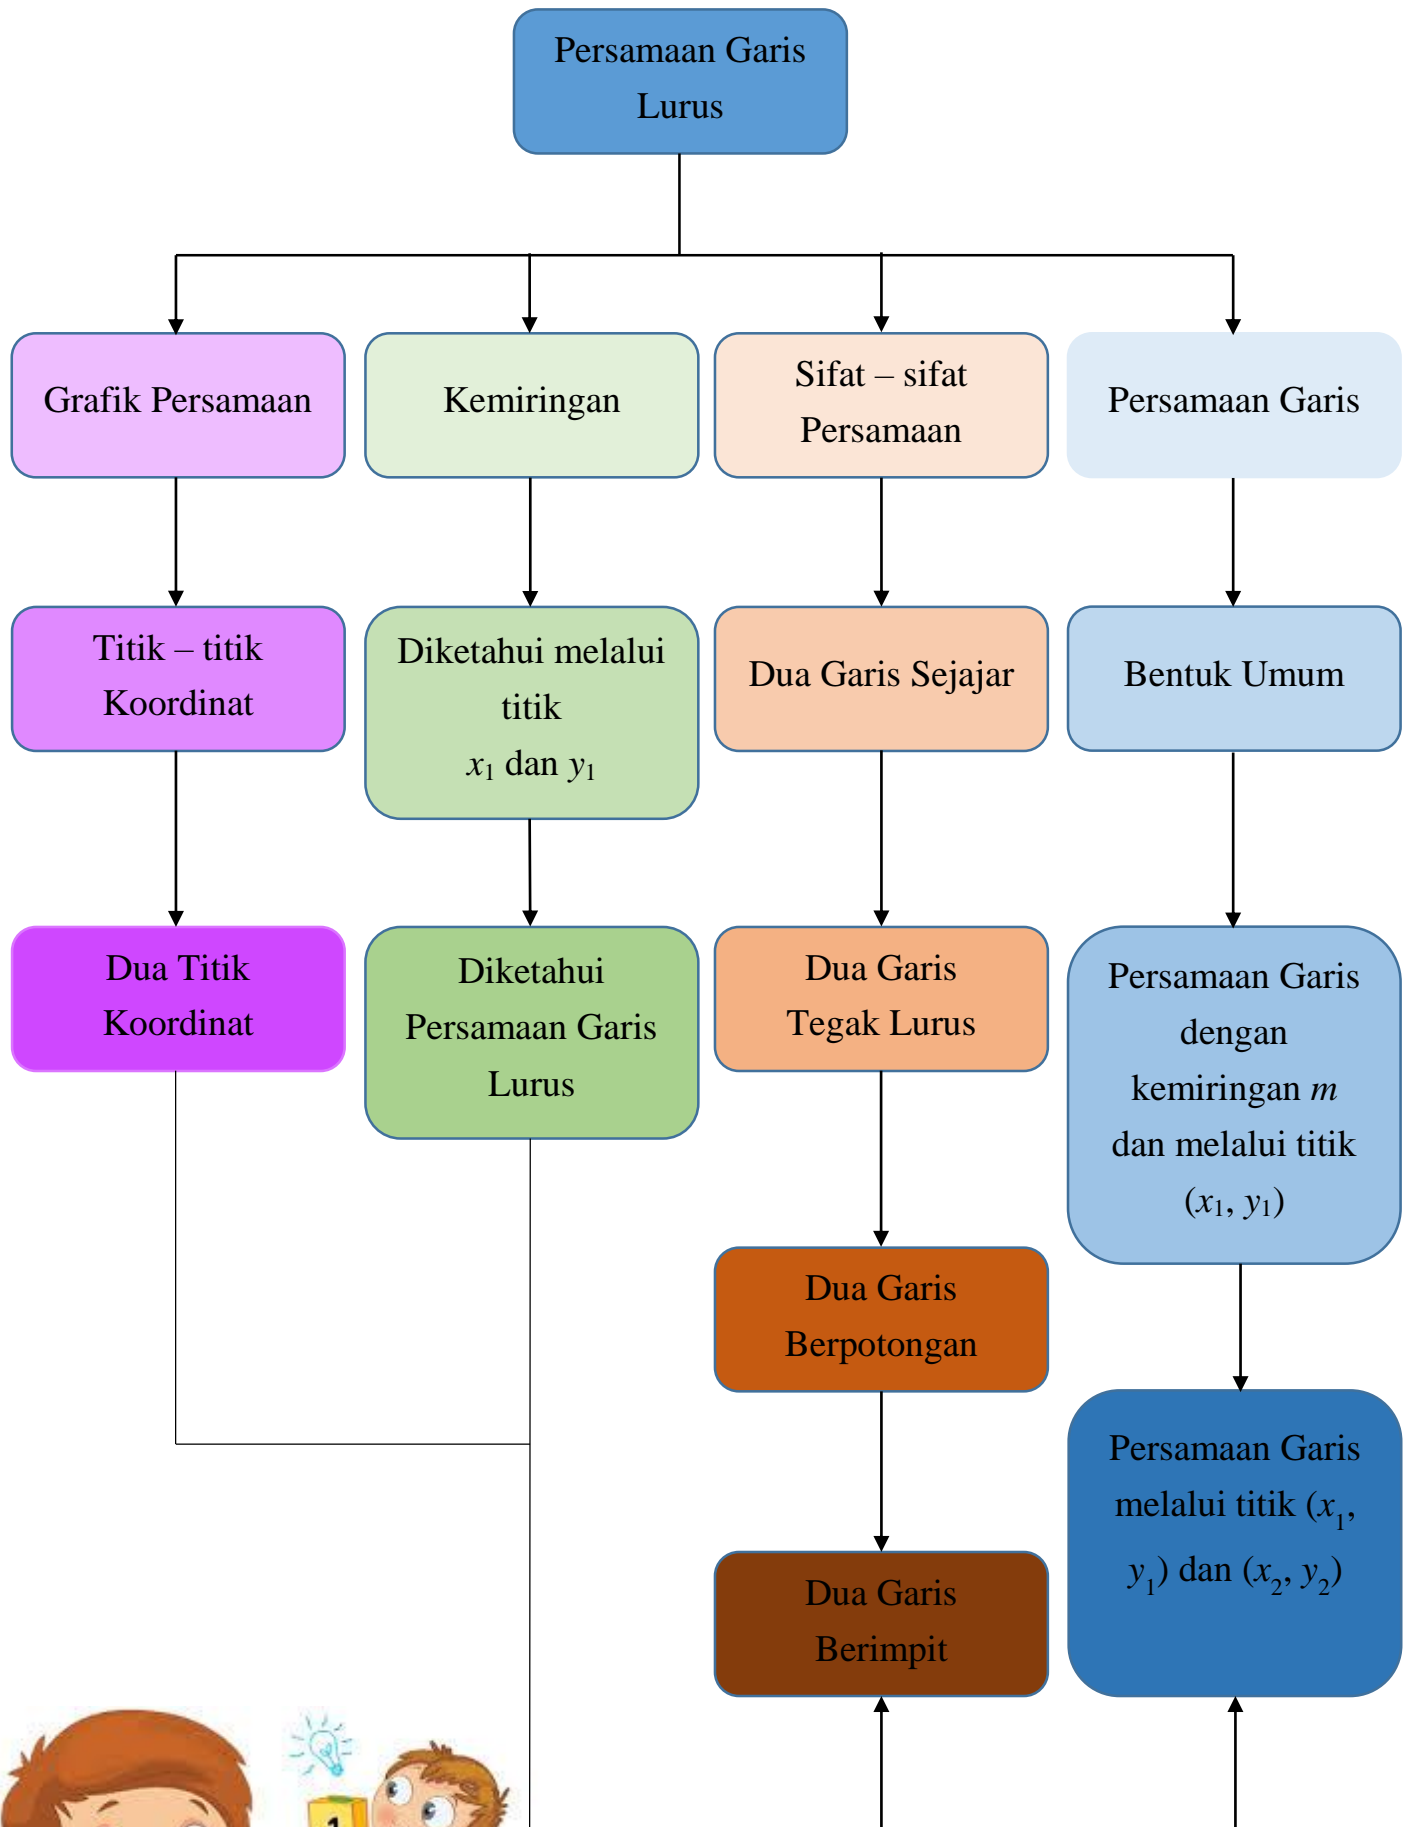 Persamaan Garis
Lurus
Grafik Persamaan
Kemiringan
Sifat – sifat
Persamaan
Persamaan Garis
Titik – titik
Koordinat
Diketahui melalui
titik
x₁ dan y₁
Dua Garis Sejajar
Bentuk Umum
Dua Titik
Koordinat
Diketahui
Persamaan Garis
Lurus
Dua Garis
Tegak Lurus
Persamaan Garis
dengan
kemiringan m
dan melalui titik
(x₁, y₁)
Dua Garis
Berpotongan
Persamaan Garis
melalui titik (x₁,
y₁) dan (x₂, y₂)
Dua Garis
Berimpit
1